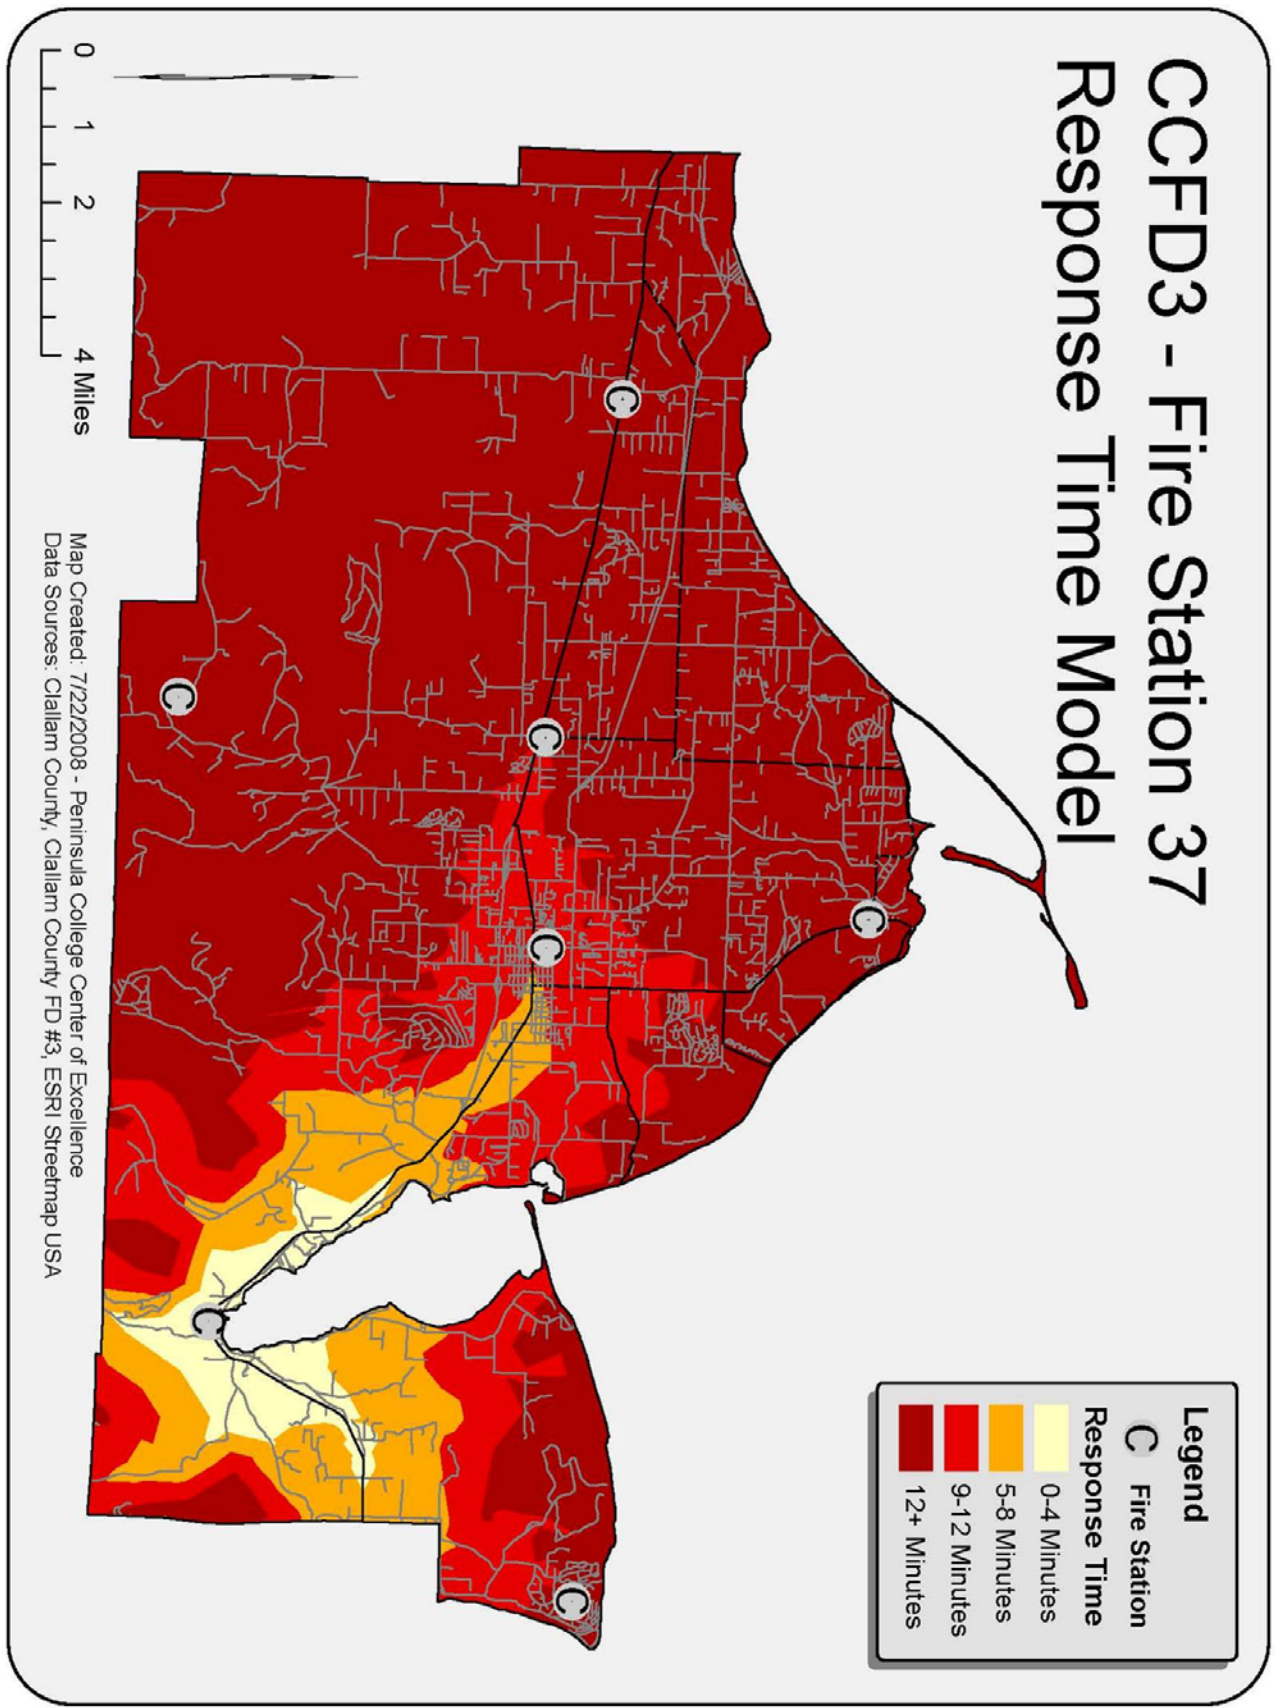 CCFD3 - Fire Station 37
Response Time Model
Legend
C Fire Station
Response Time
0-4 Minutes
5-8 Minutes
9-12 Minutes
12+ Minutes
C
C
C
C
C
C
C
0 1 2 4 Miles
Map Created: 7/22/2008 - Peninsula College Center of Excellence
Data Sources: Clallam County, Clallam County FD #3, ESRI Streetmap USA